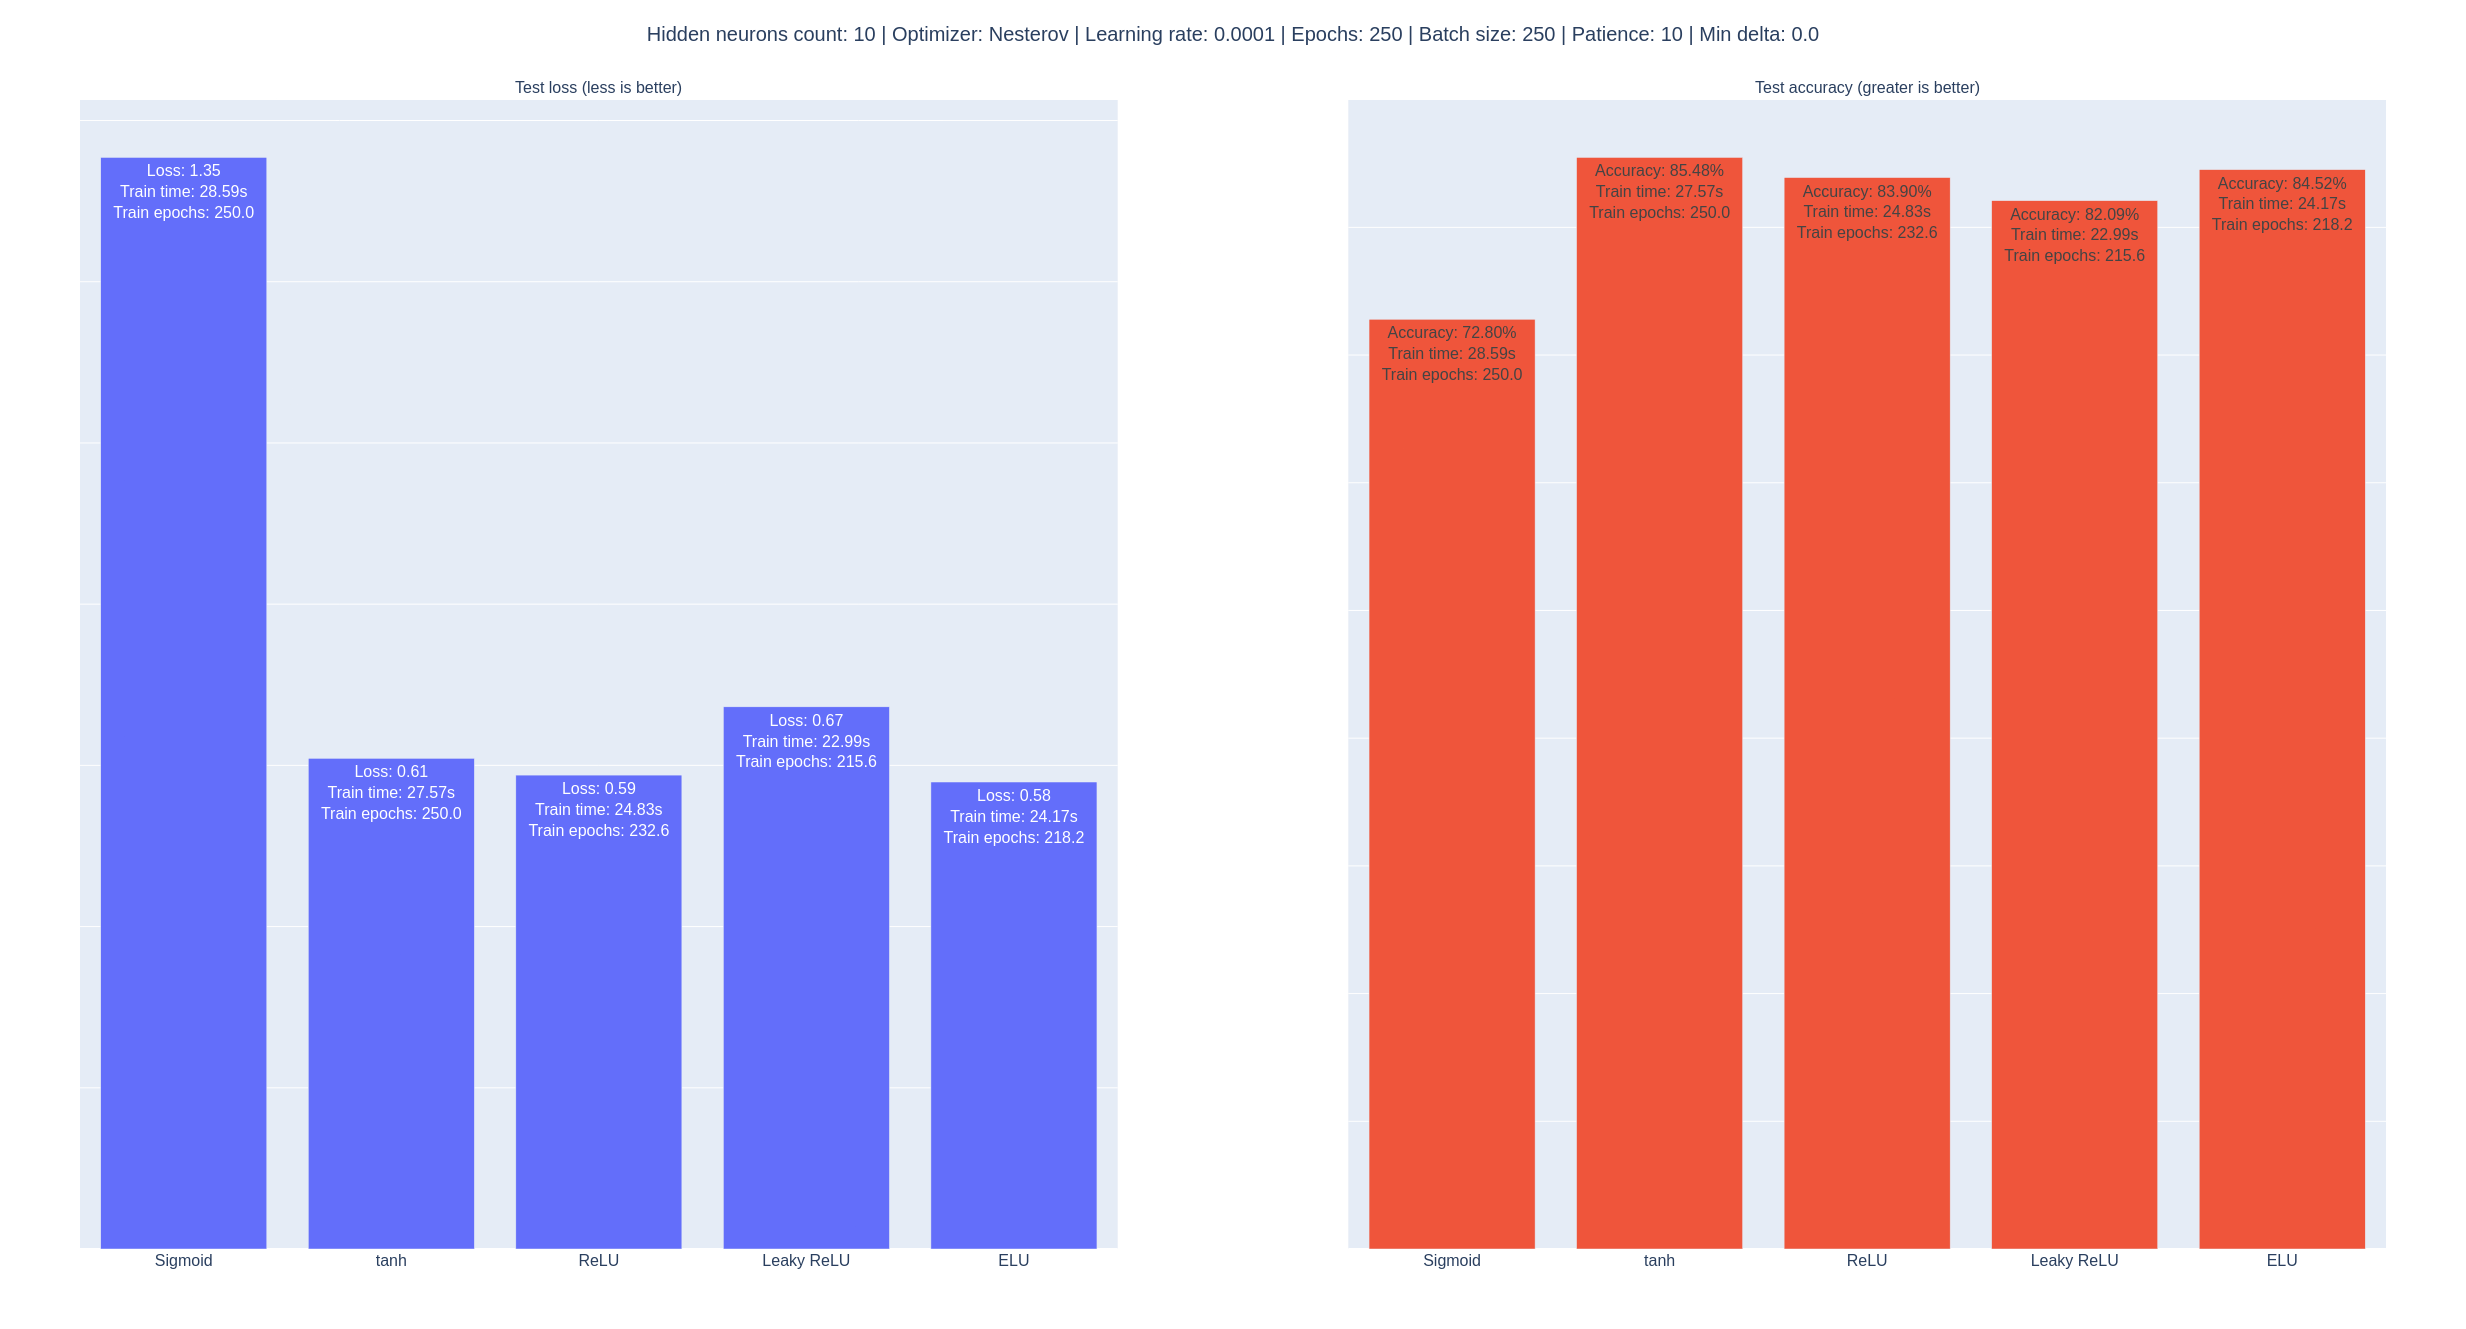 Hidden neurons count: 10 | Optimizer: Nesterov | Learning rate: 0.0001 | Epochs: 250 | Batch size: 250 | Patience: 10 | Min delta: 0.0
Test loss (less is better)
Loss: 1.35
Train time: 28.59s
Train epochs: 250.0
Loss: 0.61
Train time: 27.57s
Train epochs: 250.0
Loss: 0.59
Train time: 24.83s
Train epochs: 232.6
Loss: 0.67
Train time: 22.99s
Train epochs: 215.6
Loss: 0.58
Train time: 24.17s
Train epochs: 218.2
Sigmoid
tanh
ReLU
Leaky ReLU
ELU
Test accuracy (greater is better)
Accuracy: 72.80%
Train time: 28.59s
Train epochs: 250.0
Accuracy: 85.48%
Train time: 27.57s
Train epochs: 250.0
Accuracy: 83.90%
Train time: 24.83s
Train epochs: 232.6
Accuracy: 82.09%
Train time: 22.99s
Train epochs: 215.6
Accuracy: 84.52%
Train time: 24.17s
Train epochs: 218.2
Sigmoid
tanh
ReLU
Leaky ReLU
ELU